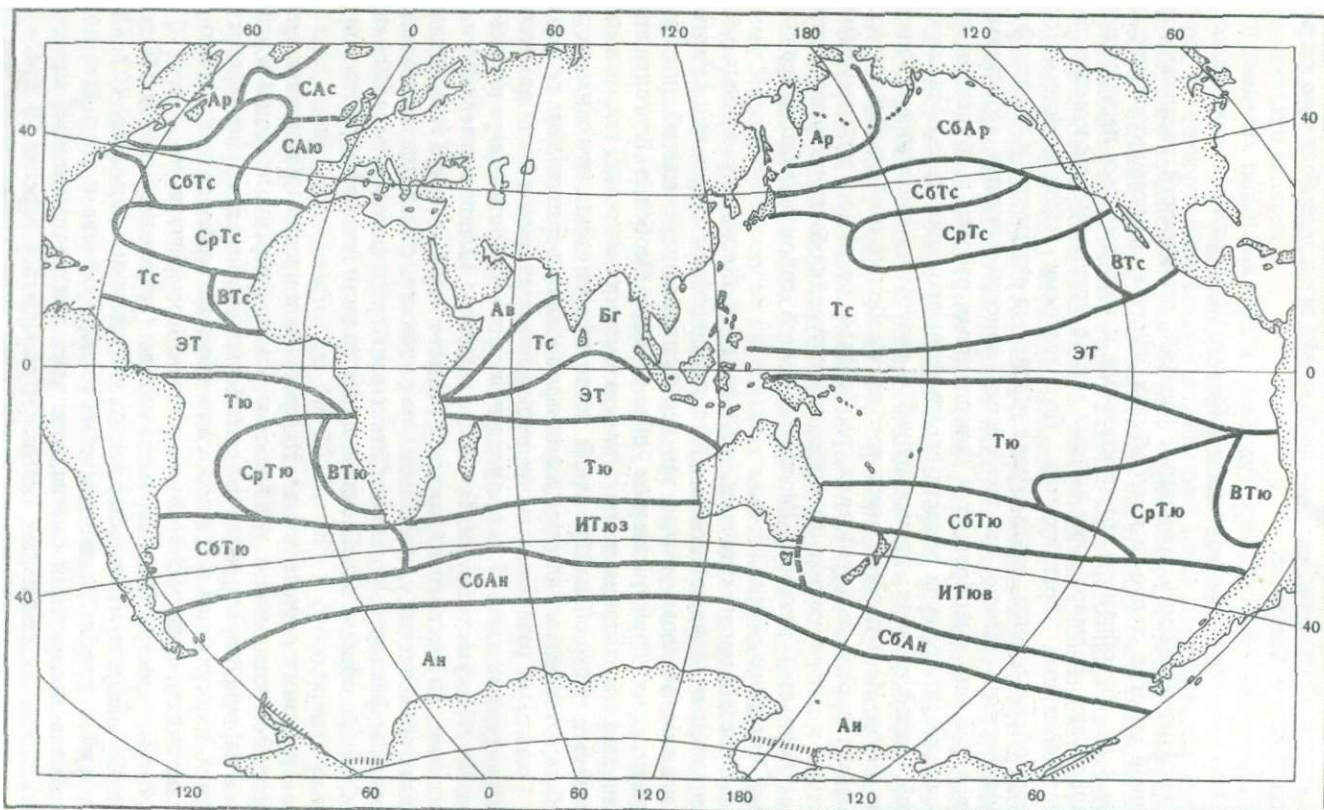 60 0 60 120 180 120 60
Ар САс
40 СбАр 40
Ар
САю
СбТс СбТс
СрТс СрТс
Тс ВТс Ав Бг Тс ВТс
Тс
ЭТ ЭТ
0 0
ЭТ
Тю Тю
СрТю ВТю Тю СрТю ВТю
СбТю ИТюз СбТю
СбАн ИТюв
40 СбАн 40
Ан
Ан
120 60 0 60 120 180 120 60